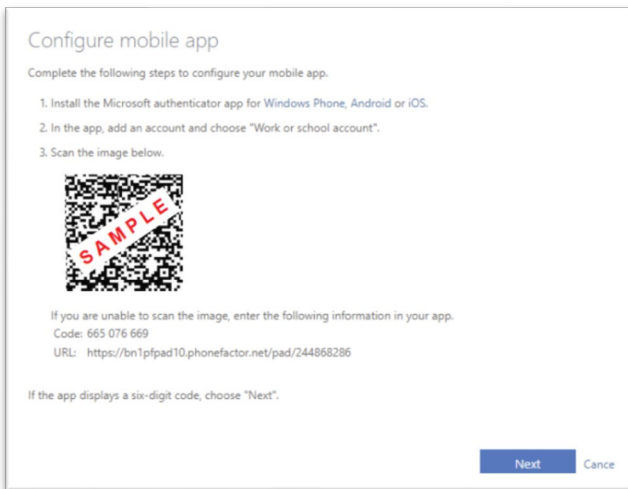 Configure mobile app
Complete the following steps to configure your mobile app.
1. Install the Microsoft authenticator app for Windows Phone, Android or iOS.
2. In the app, add an account and choose "Work or school account".
3. Scan the image below.
SAMPLE
If you are unable to scan the image, enter the following information in your app.
Code: 665 076 669
URL: https://bn1pfpad10.phonefactor.net/pad/244868286
If the app displays a six-digit code, choose "Next".
Next Cance